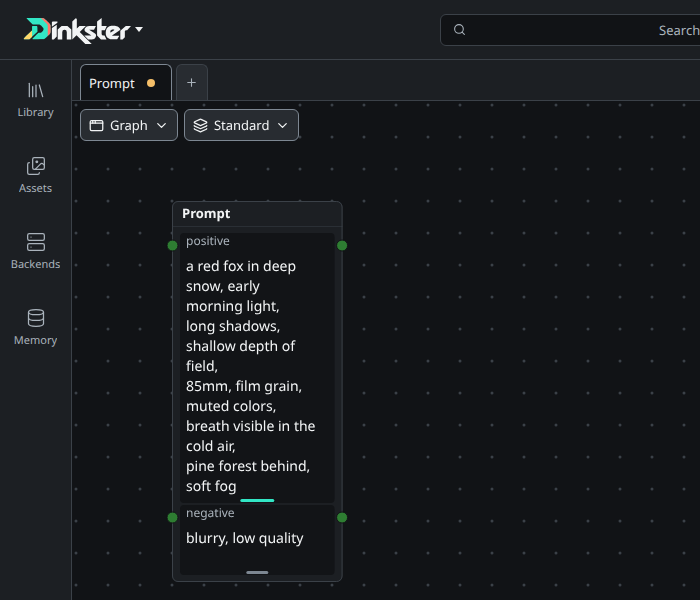 Dinkster
Search
Prompt
+
Library
Graph
Standard
Assets
Backends
Memory
Prompt
positive
a red fox in deep
snow, early
morning light,
long shadows,
shallow depth of
field,
85mm, film grain,
muted colors,
breath visible in the
cold air,
pine forest behind,
soft fog
negative
blurry, low quality